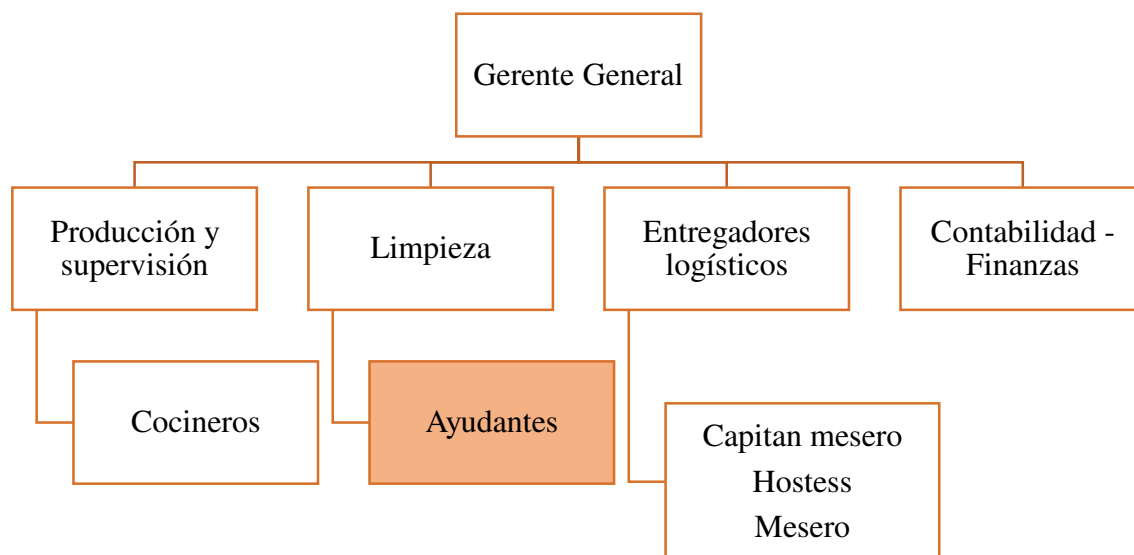 Gerente General
Producción y
supervisión
Limpieza
Entregadores
logísticos
Contabilidad -
Finanzas
Cocineros
Ayudantes
Capitan mesero
Hostess
Mesero